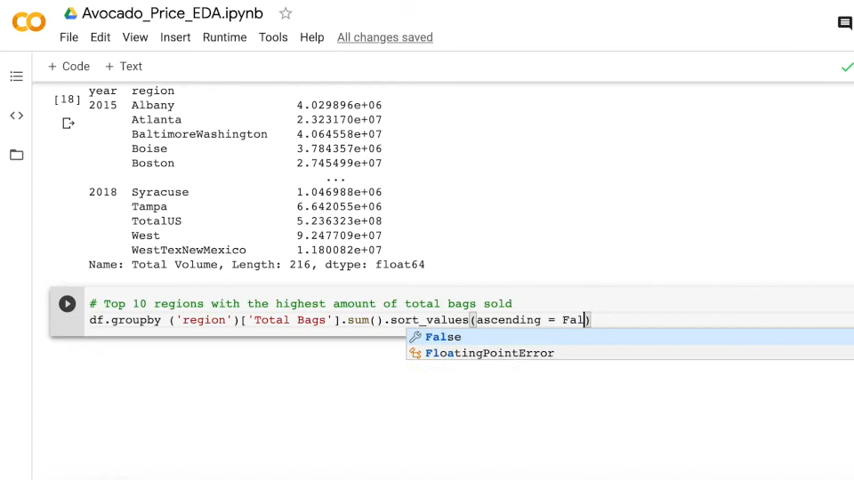 Avocado_Price_EDA.ipynb
File Edit View Insert Runtime Tools Help All changes saved
+ Code + Text
year region
[18] 2015 Albany 4.029896e+06
Atlanta 2.323170e+07
BaltimoreWashington 4.064558e+07
Boise 3.784357e+06
Boston 2.745499e+07
...
2018 Syracuse 1.046988e+06
Tampa 6.642055e+06
TotalUS 5.236323e+08
West 9.247709e+07
WestTexNewMexico 1.180082e+07
Name: Total Volume, Length: 216, dtype: float64
# Top 10 regions with the highest amount of total bags sold
df.groupby ('region')['Total Bags'].sum().sort_values(ascending = Fal)
False
FloatingPointError